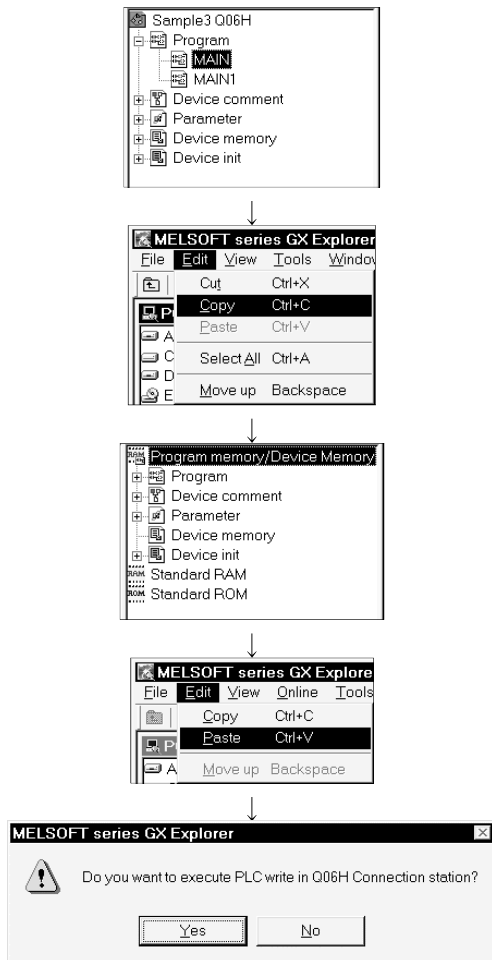 Sample3 Q06H
Program
MAIN
MAIN1
Device comment
Parameter
Device memory
Device init
MELSOFT series GX Explorer
File Edit View Tools Window
Cut Ctrl+X
P
Copy Ctrl+C
A
Paste Ctrl+V
C
Select All Ctrl+A
D
E
Move up Backspace
RAM Program memory/Device Memory
Program
Device comment
Parameter
Device memory
Device init
RAM Standard RAM
ROM Standard ROM
MELSOFT series GX Explore
File Edit View Online Tools
Copy Ctrl+C
P
Paste Ctrl+V
A
Move up Backspace
MELSOFT series GX Explorer
Do you want to execute PLC write in Q06H Connection station?
Yes No